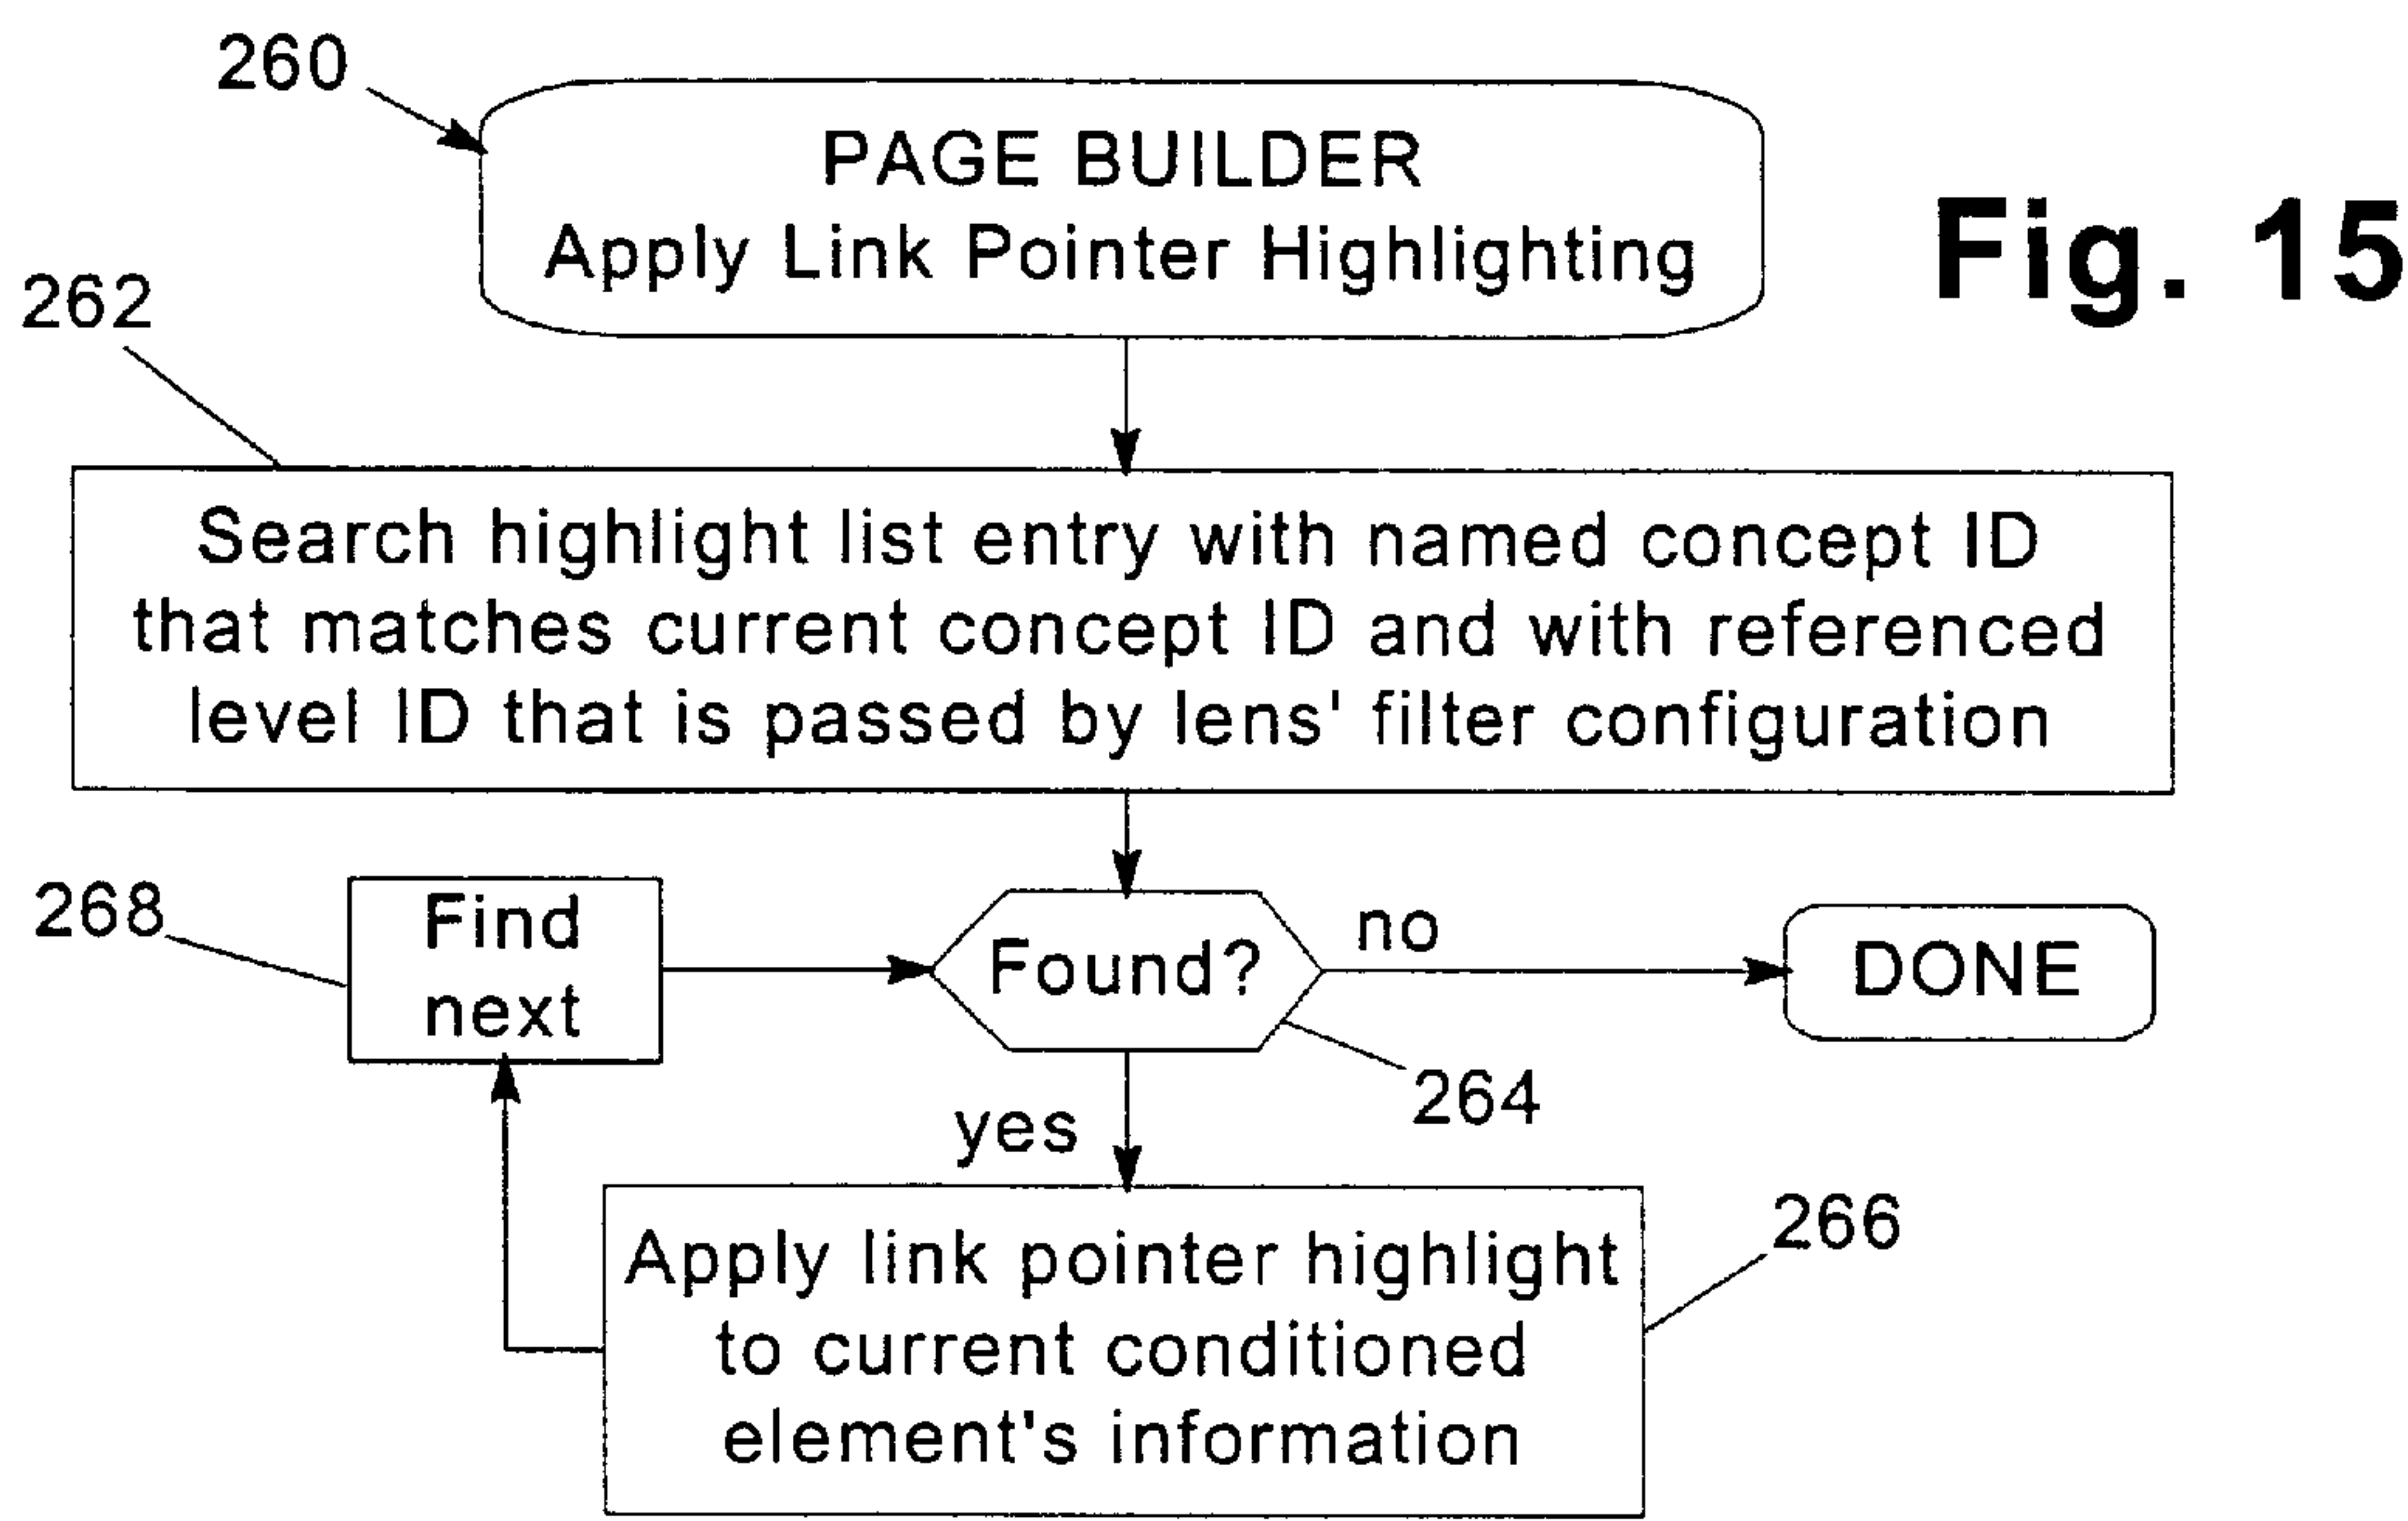 260
PAGE BUILDER
Apply Link Pointer Highlighting
Fig. 15
262
Search highlight list entry with named concept ID
that matches current concept ID and with referenced
level ID that is passed by lens' filter configuration
268
Find
next
Found?
no
DONE
264
yes
Apply link pointer highlight
to current conditioned
element's information
266